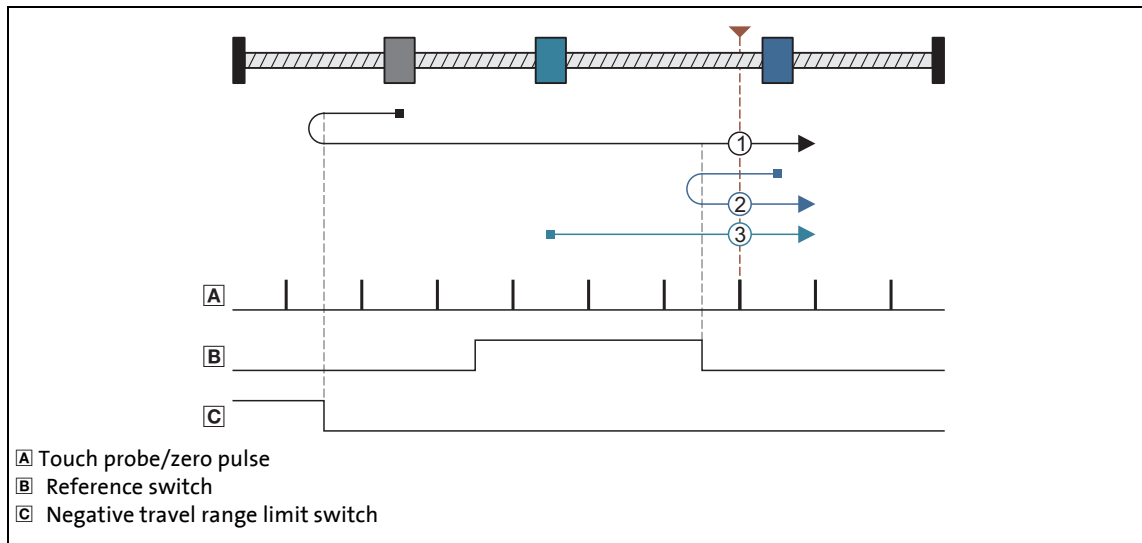 1
2
3
A
B
C
A Touch probe/zero pulse
B Reference switch
C Negative travel range limit switch